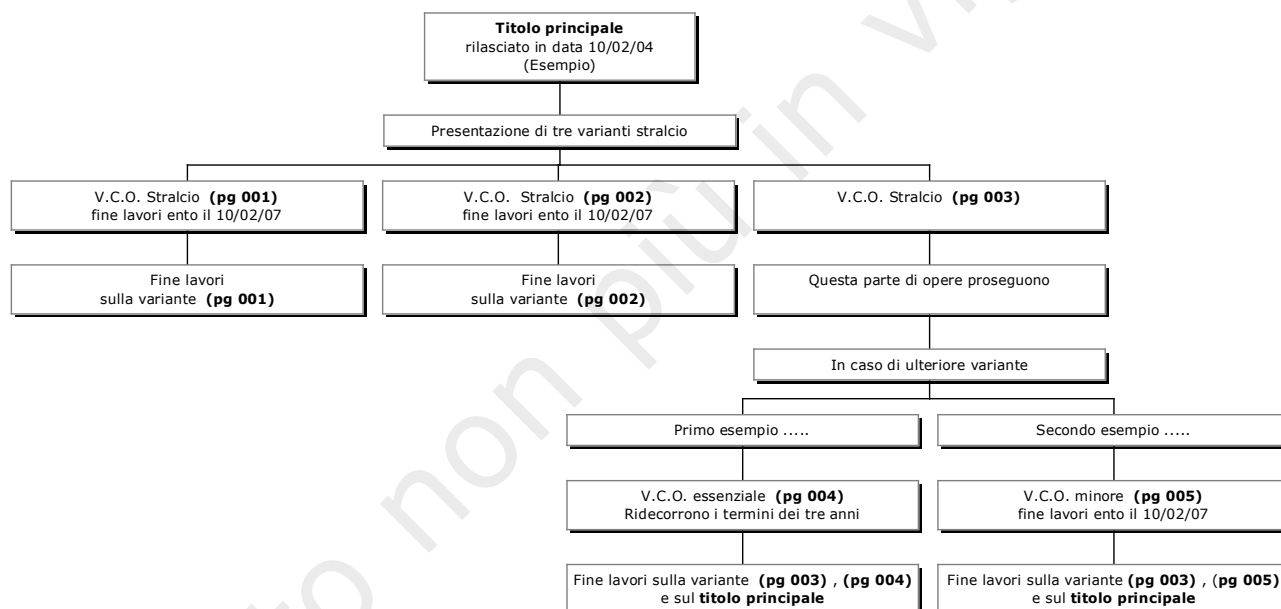 Titolo principale
rilasciato in data 10/02/04
(Esempio)
Presentazione di tre varianti stralcio
V.C.O. Stralcio (pg 001)
fine lavori ento il 10/02/07
V.C.O. Stralcio (pg 002)
fine lavori ento il 10/02/07
V.C.O. Stralcio (pg 003)
Fine lavori
sulla variante (pg 001)
Fine lavori
sulla variante (pg 002)
Questa parte di opere proseguono
In caso di ulteriore variante
Primo esempio .....
Secondo esempio .....
V.C.O. essenziale (pg 004)
Ridecorrono i termini dei tre anni
V.C.O. minore (pg 005)
fine lavori ento il 10/02/07
Fine lavori sulla variante (pg 003) , (pg 004)
e sul titolo principale
Fine lavori sulla variante (pg 003) , (pg 005)
e sul titolo principale
non più in